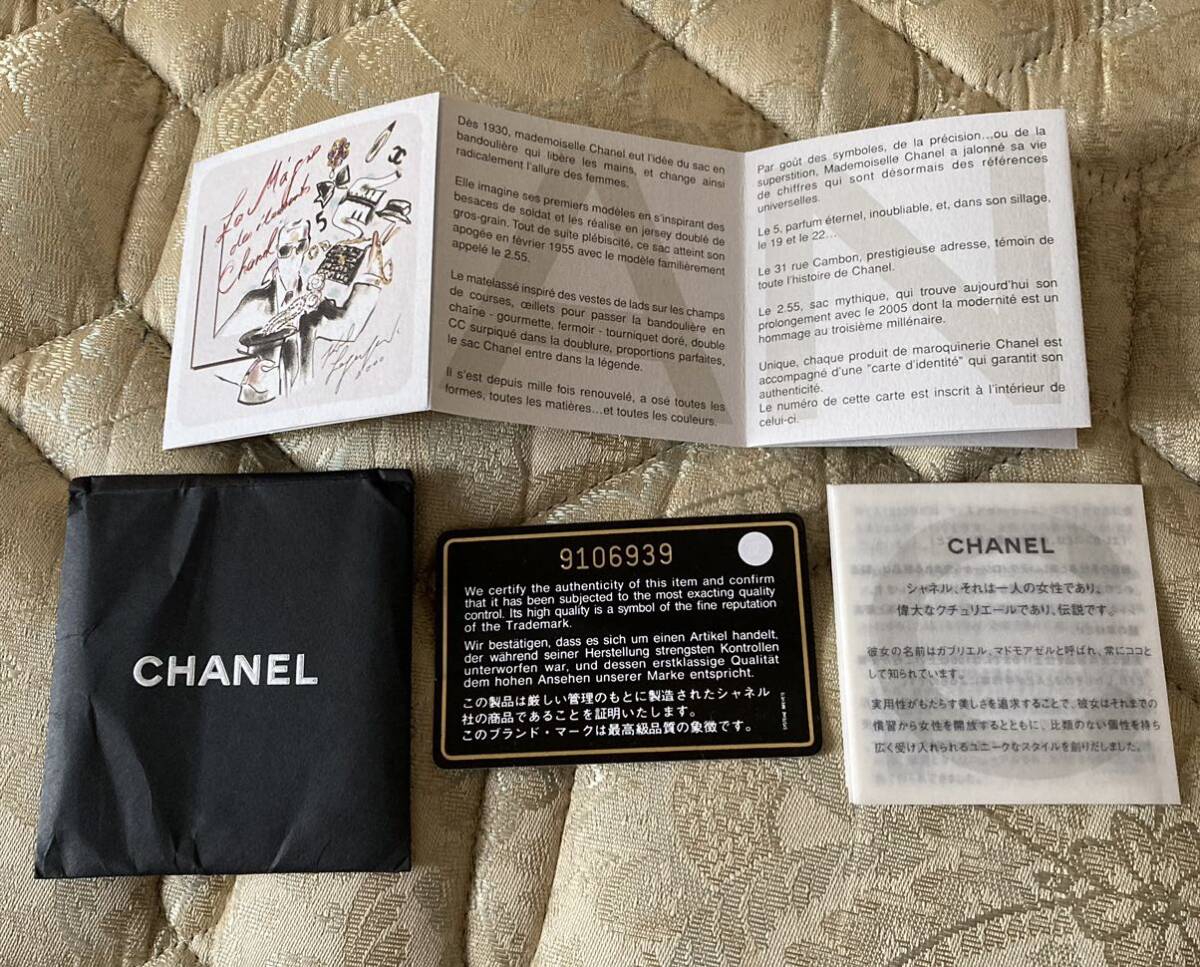 La Magie
des éléments
Chanel
5
Dès 1930, mademoiselle Chanel eut l'idée du sac en
bandoulière qui libère les mains, et change ainsi
radicalement l'allure des femmes.
Elle imagine ses premiers modèles en s'inspirant des
besaces de soldat et les réalise en jersey doublé de
gros-grain. Tout de suite plébiscité, ce sac atteint son
apogée en février 1955 avec le modèle familièrement
appelé le 2.55.
Le matelassé inspiré des vestes de lads sur les champs
de courses, œillets pour passer la bandoulière en
chaîne - gourmette, fermoir - tourniquet doré, double
CC surpiqué dans la doublure, proportions parfaites,
le sac Chanel entre dans la légende.
Il s'est depuis mille fois renouvelé, a osé toutes les
formes, toutes les matières...et toutes les couleurs.
Par goût des symboles, de la précision...ou de la
superstition, Mademoiselle Chanel a jalonné sa vie
de chiffres qui sont désormais des références
universelles.
Le 5, parfum éternel, inoubliable, et, dans son sillage,
le 19 et le 22...
Le 31 rue Cambon, prestigieuse adresse, témoin de
toute l'histoire de Chanel.
Le 2.55, sac mythique, qui trouve aujourd'hui son
prolongement avec le 2005 dont la modernité est un
hommage au troisième millénaire.
Unique, chaque produit de maroquinerie Chanel est
accompagné d'une "carte d'identité" qui garantit son
authenticité.
Le numéro de cette carte est inscrit à l'intérieur de
celui-ci.
CHANEL
9106939
We certify the authenticity of this item and confirm
that it has been subjected to the most exacting quality
control. Its high quality is a symbol of the fine reputation
of the Trademark.
Wir bestätigen, dass es sich um einen Artikel handelt,
der während seiner Herstellung strengsten Kontrollen
unterworfen war, und dessen erstklassige Qualität
dem hohen Ansehen unserer Marke entspricht.
この製品は厳しい管理のもとに製造されたシャネル
社の商品であることを証明いたします。
このブランド・マークは最高級品質の象徴です。
CHANEL
シャネル、それは一人の女性であり、
偉大なクチュリエールであり、伝説です。
彼女の名前はガブリエル、マドモアゼルと呼ばれ、常にココと
して知られています。
実用性がもたらす美しさを追求することで、彼女はそれまでの
慣習から女性を開放するとともに、比類のない個性を持ち
広く受け入れられるユニークなスタイルを創りだしました。